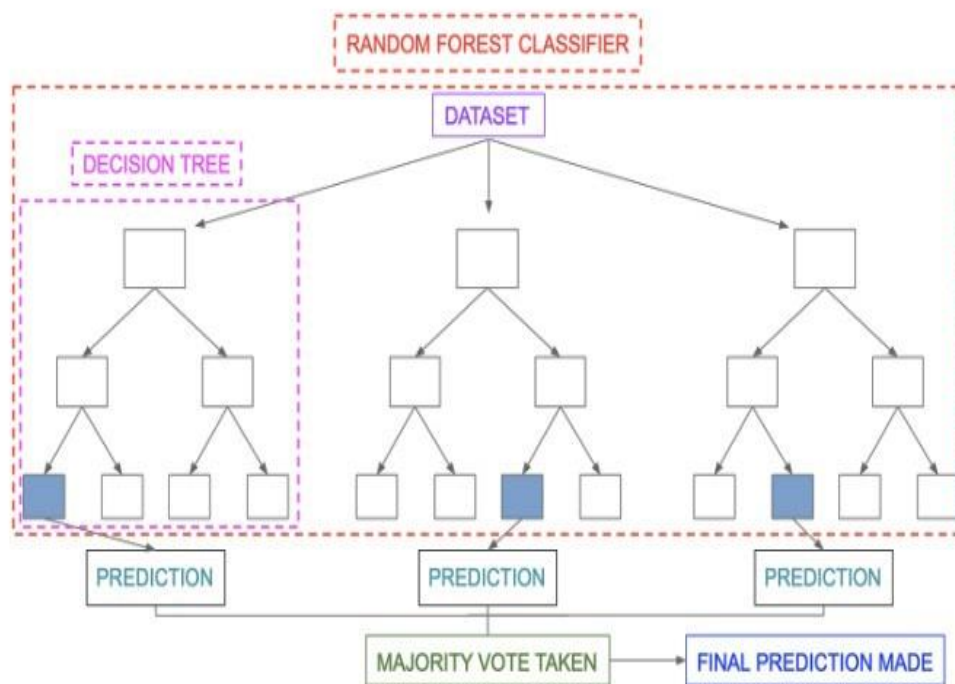 RANDOM FOREST CLASSIFIER
DATASET
DECISION TREE
PREDICTION
PREDICTION
PREDICTION
MAJORITY VOTE TAKEN
FINAL PREDICTION MADE